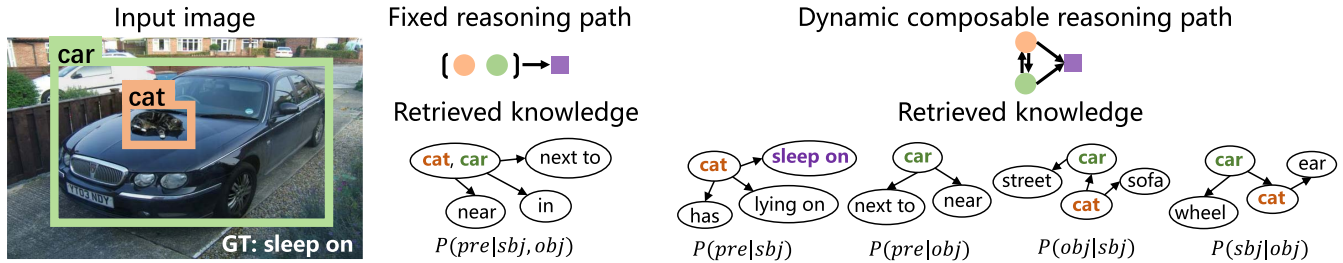 Input image
car
cat
YT03 NDY
GT: sleep on
Fixed reasoning path
Retrieved knowledge
cat, car
next to
near
in
P(pre|sbj, obj)
Dynamic composable reasoning path
Retrieved knowledge
cat
sleep on
has
lying on
P(pre|sbj)
car
next to
near
P(pre|obj)
car
street
cat
sofa
P(obj|sbj)
car
ear
cat
wheel
P(sbj|obj)